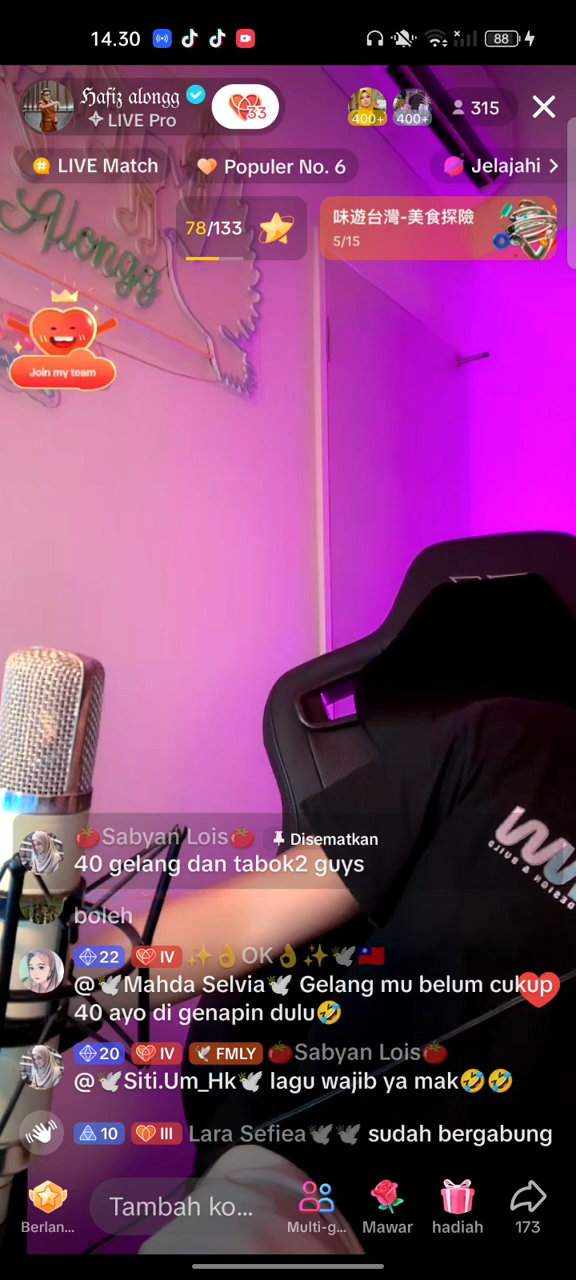 14.30
88
Hafiz alongg
LIVE Pro
33
400+
400+
315
LIVE Match
Populer No. 6
Jelajahi
Alongg
78/133
味遊台灣-美食探險
5/15
Join my team
🍅Sabyan Lois🍅 Disematkan
40 gelang dan tabok2 guys
boleh
22 IV ✨👌OK👌✨🕊🇹🇼
@🕊Mahda Selvia🕊 Gelang mu belum cukup
40 ayo di genapin dulu🤣
20 IV FMLY 🍅Sabyan Lois🍅
@🕊Siti.Um_Hk🕊 lagu wajib ya mak🤣🤣
10 III Lara Sefiea🕊🕊 sudah bergabung
DESIGN & BUILD
Berlan...
Tambah ko...
Multi-g...
Mawar
hadiah
173